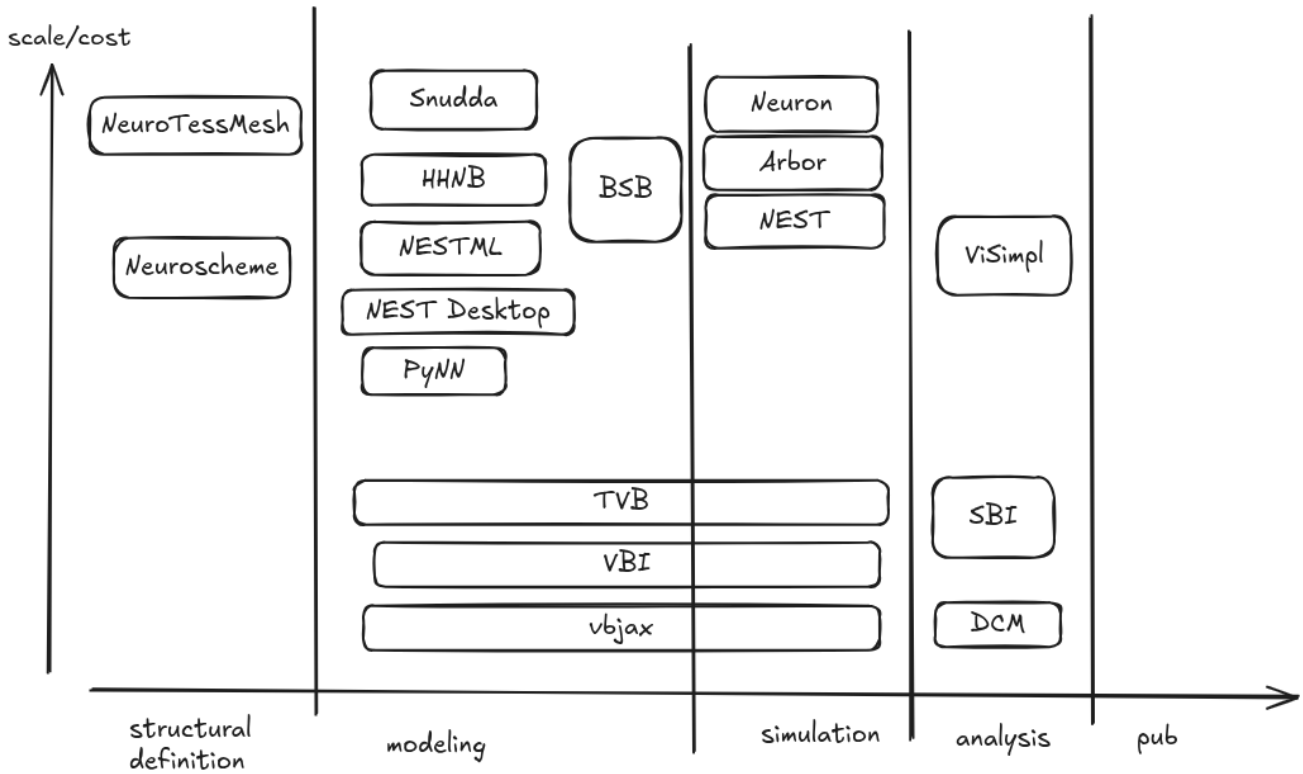 scale/cost
NeuroTessMesh
Neuroscheme
Snudda
HHNB
BSB
NESTML
NEST Desktop
PyNN
Neuron
Arbor
NEST
ViSimpl
TVB
VBI
vbjax
SBI
DCM
structural
definition
modeling
simulation
analysis
pub